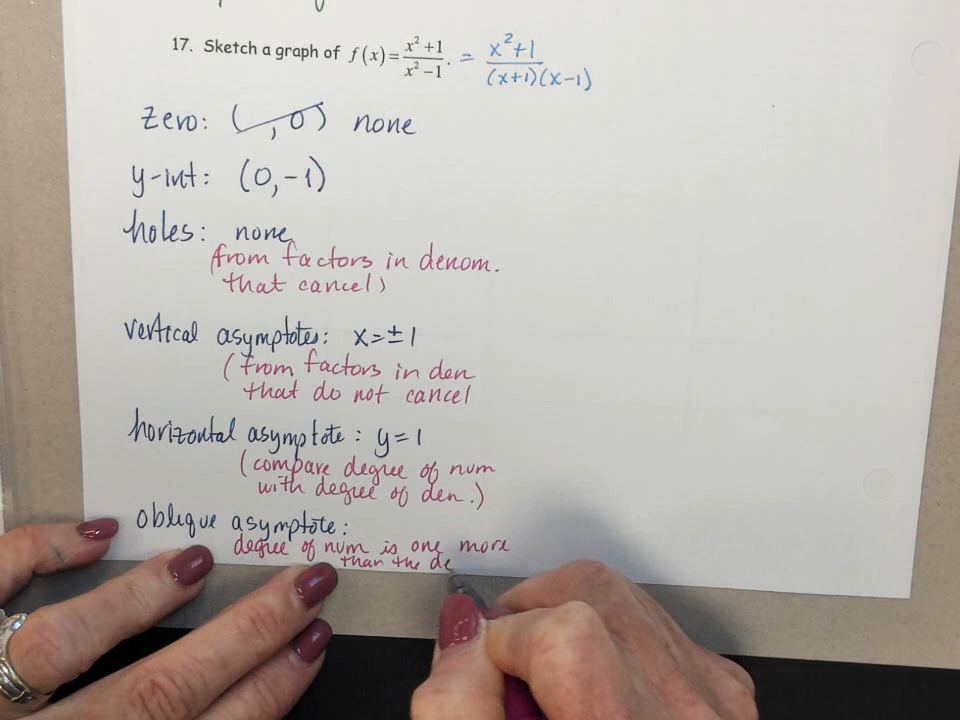 17. Sketch a graph of f(x) = x²+1 / x²−1 . = x²+1 / (x+1)(x−1)
zero: ( , 0) none
y-int: (0, -1)
holes: none
(from factors in denom.
that cancel)
vertical asymptotes: x = ± 1
(from factors in den
that do not cancel
horizontal asymptote: y = 1
(compare degree of num
with degree of den.)
oblique asymptote:
degree of num is one more
than the de